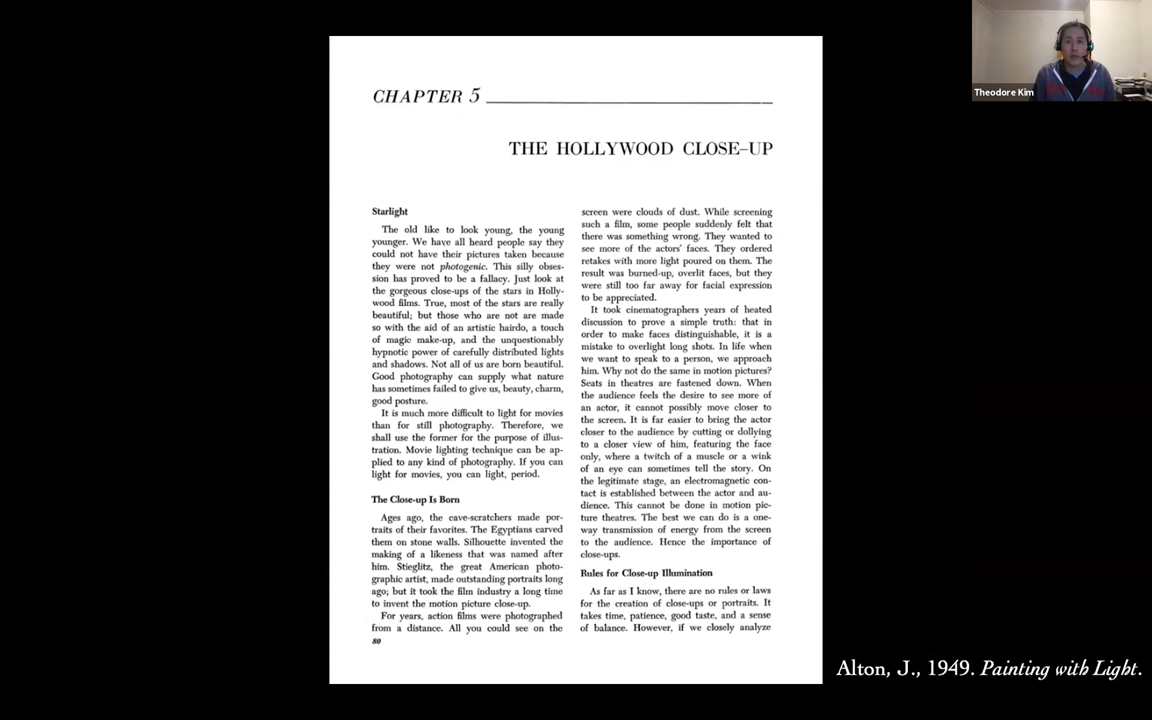 CHAPTER 5
THE HOLLYWOOD CLOSE-UP
Starlight
The old like to look young, the young
younger. We have all heard people say they
could not have their pictures taken because
they were not photogenic. This silly obses-
sion has proved to be a fallacy. Just look at
the gorgeous close-ups of the stars in Holly-
wood films. True, most of the stars are really
beautiful; but those who are not are made
so with the aid of an artistic hairdo, a touch
of magic make-up, and the unquestionably
hypnotic power of carefully distributed lights
and shadows. Not all of us are born beautiful.
Good photography can supply what nature
has sometimes failed to give us, beauty, charm,
good posture.
It is much more difficult to light for movies
than for still photography. Therefore, we
shall use the former for the purpose of illus-
tration. Movie lighting technique can be ap-
plied to any kind of photography. If you can
light for movies, you can light, period.
The Close-up Is Born
Ages ago, the cave-scratchers made por-
traits of their favorites. The Egyptians carved
them on stone walls. Silhouette invented the
making of a likeness that was named after
him. Stieglitz, the great American photo-
graphic artist, made outstanding portraits long
ago; but it took the film industry a long time
to invent the motion picture close-up.
For years, action films were photographed
from a distance. All you could see on the
80
screen were clouds of dust. While screening
such a film, some people suddenly felt that
there was something wrong. They wanted to
see more of the actors' faces. They ordered
retakes with more light poured on them. The
result was burned-up, overlit faces, but they
were still too far away for facial expression
to be appreciated.
It took cinematographers years of heated
discussion to prove a simple truth: that in
order to make faces distinguishable, it is a
mistake to overlight long shots. In life when
we want to speak to a person, we approach
him. Why not do the same in motion pictures?
Seats in theatres are fastened down. When
the audience feels the desire to see more of
an actor, it cannot possibly move closer to
the screen. It is far easier to bring the actor
closer to the audience by cutting or dollying
to a closer view of him, featuring the face
only, where a twitch of a muscle or a wink
of an eye can sometimes tell the story. On
the legitimate stage, an electromagnetic con-
tact is established between the actor and au-
dience. This cannot be done in motion pic-
ture theatres. The best we can do is a one-
way transmission of energy from the screen
to the audience. Hence the importance of
close-ups.
Rules for Close-up Illumination
As far as I know, there are no rules or laws
for the creation of close-ups or portraits. It
takes time, patience, good taste, and a sense
of balance. However, if we closely analyze
Theodore Kim
Alton, J., 1949. Painting with Light.